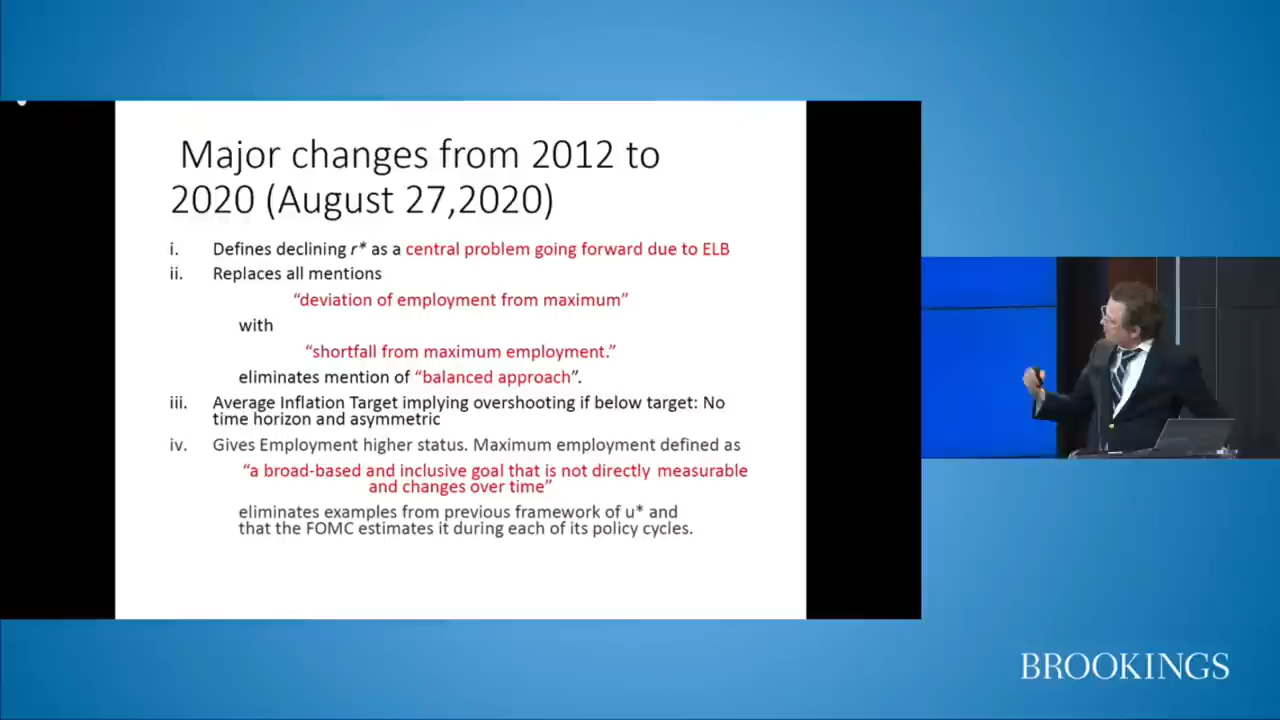 Major changes from 2012 to
2020 (August 27,2020)
i. Defines declining r* as a central problem going forward due to ELB
ii. Replaces all mentions
“deviation of employment from maximum”
with
“shortfall from maximum employment.”
eliminates mention of “balanced approach”.
iii. Average Inflation Target implying overshooting if below target: No
time horizon and asymmetric
iv. Gives Employment higher status. Maximum employment defined as
“a broad-based and inclusive goal that is not directly measurable
and changes over time”
eliminates examples from previous framework of u* and
that the FOMC estimates it during each of its policy cycles.
BROOKINGS